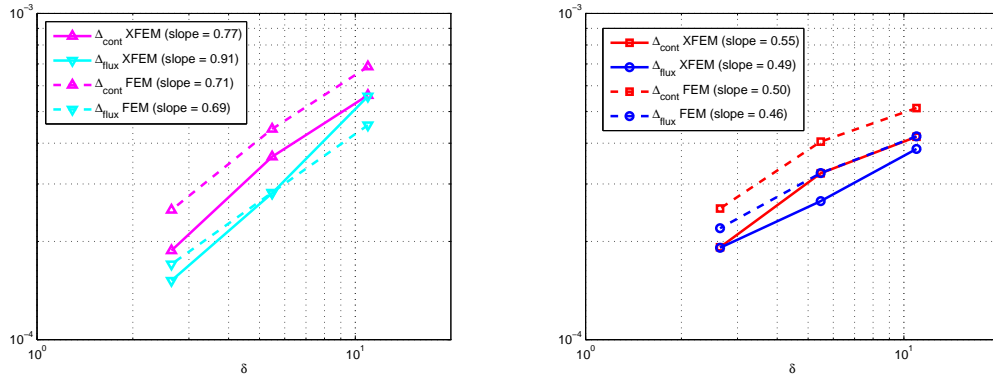 10^-3
Δcont XFEM (slope = 0.77)
Δflux XFEM (slope = 0.91)
Δcont FEM (slope = 0.71)
Δflux FEM (slope = 0.69)
10^-4
10^0
10^1
δ
10^-3
Δcont XFEM (slope = 0.55)
Δflux XFEM (slope = 0.49)
Δcont FEM (slope = 0.50)
Δflux FEM (slope = 0.46)
10^-4
10^0
10^1
δ